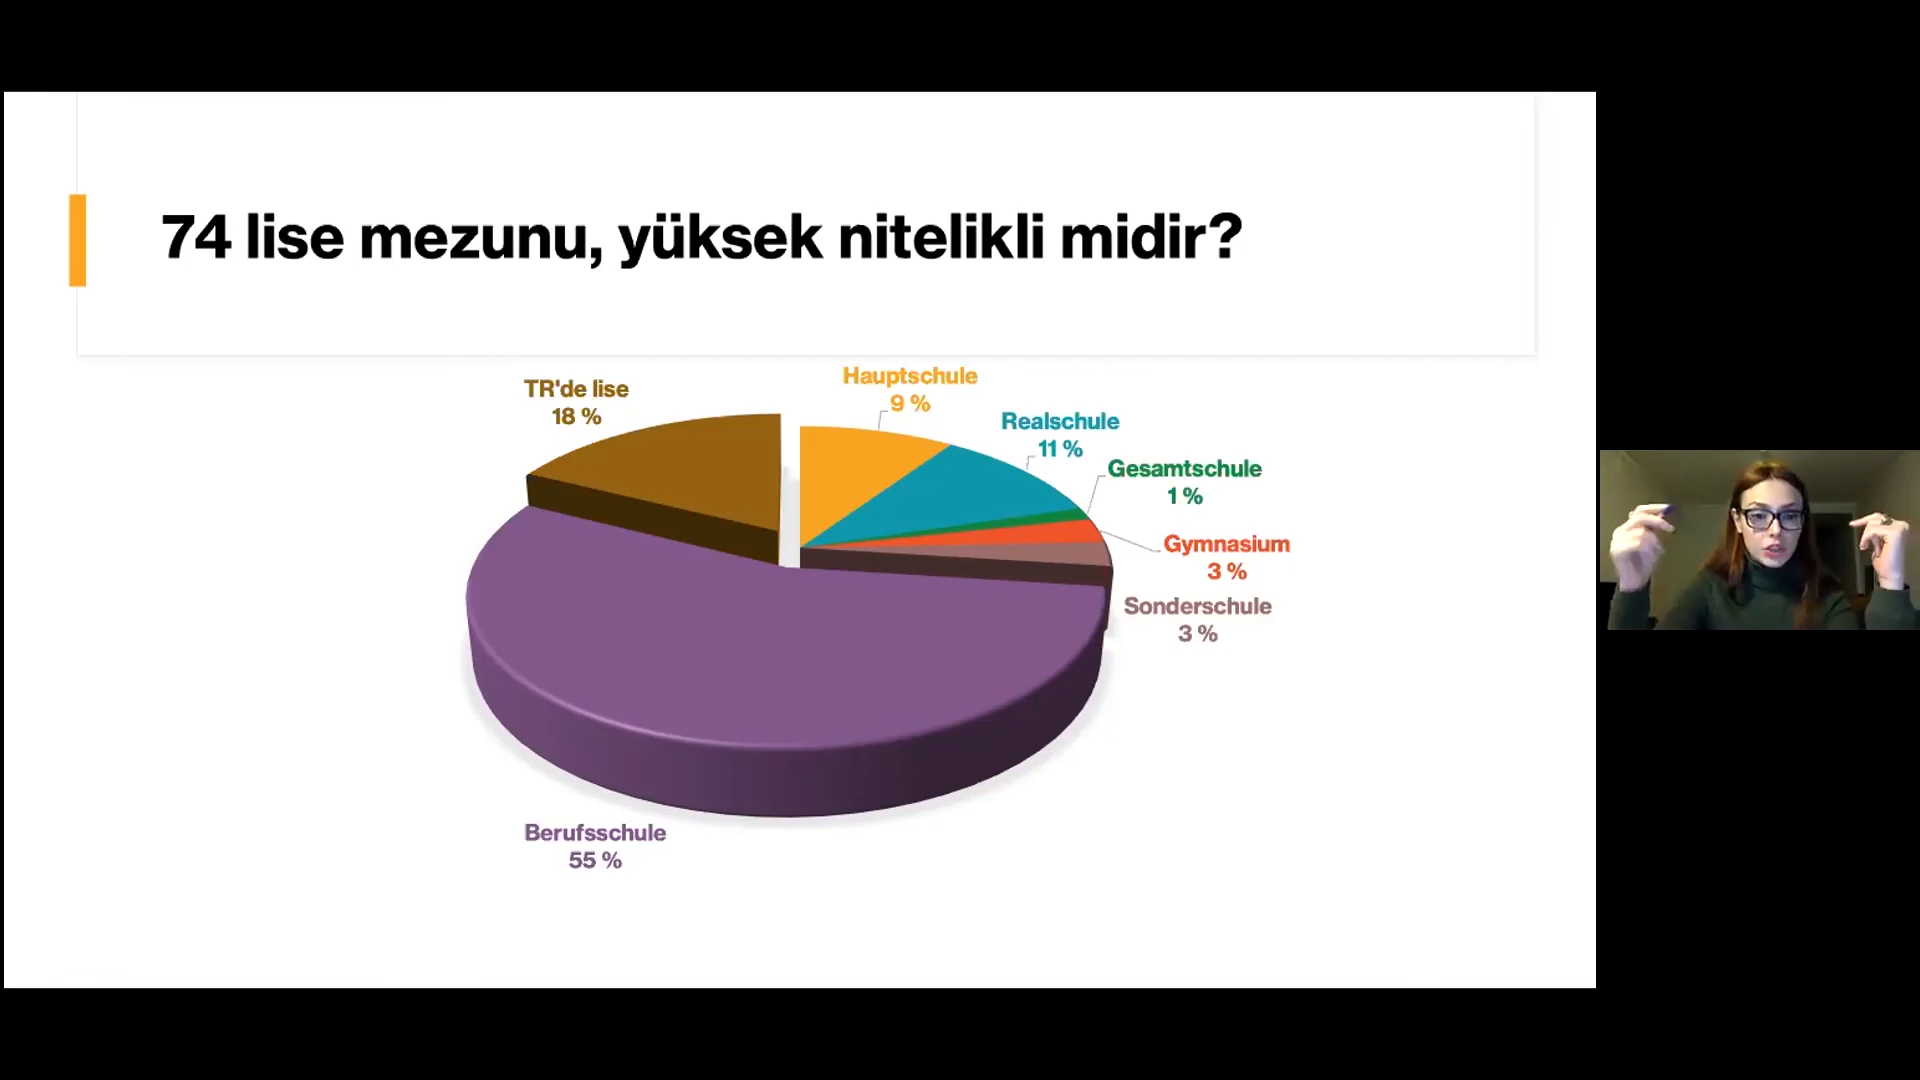 74 lise mezunu, yüksek nitelikli midir?
TR'de lise
18 %
Hauptschule
9 %
Realschule
11 %
Gesamtschule
1 %
Gymnasium
3 %
Sonderschule
3 %
Berufsschule
55 %